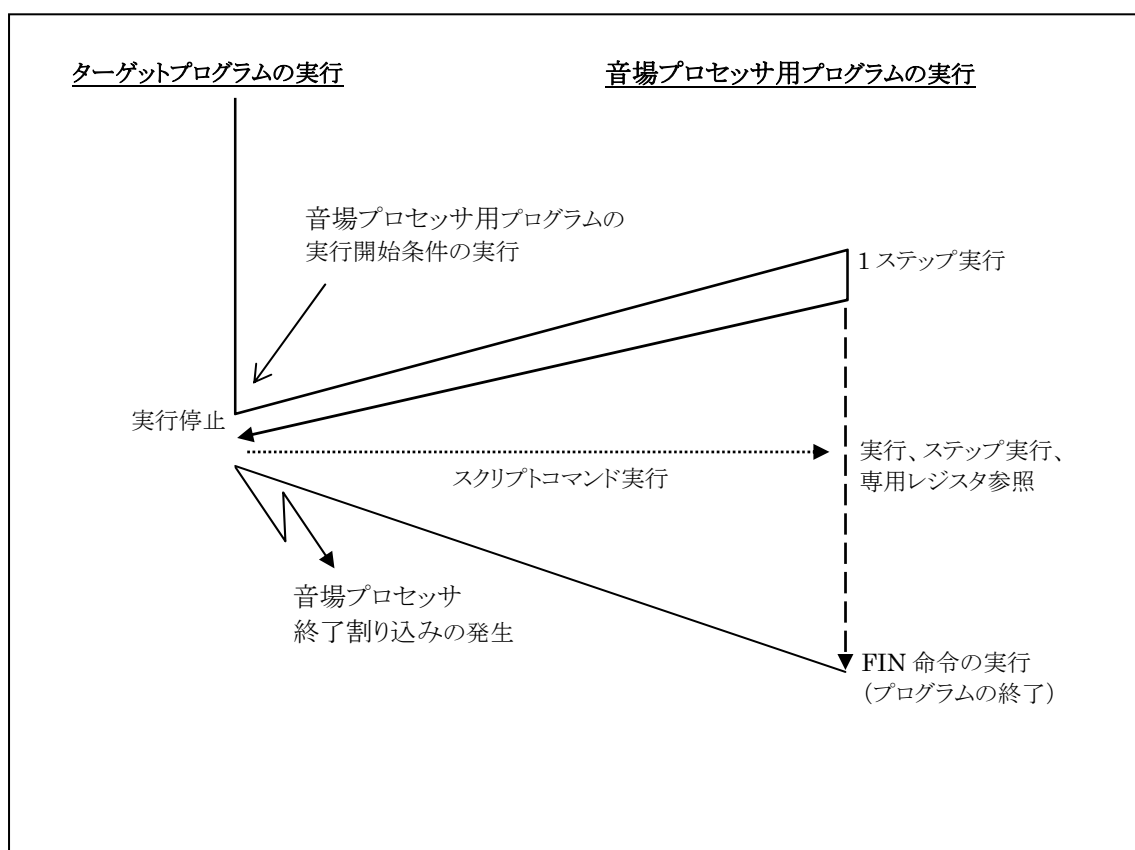 ターゲットプログラムの実行
音場プロセッサ用プログラムの実行
音場プロセッサ用プログラムの
実行開始条件の実行
1ステップ実行
実行停止
スクリプトコマンド実行
実行、ステップ実行、
専用レジスタ参照
音場プロセッサ
終了割り込みの発生
FIN 命令の実行
(プログラムの終了)